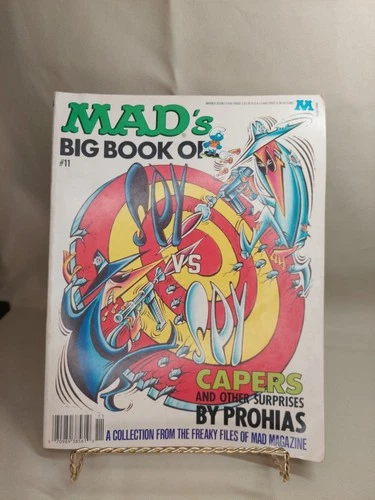 MAD's
BIG BOOK OF
#11
M
SPY
VS
SPY
CAPERS
AND OTHER SURPRISES
BY PROHIAS
A COLLECTION FROM THE FREAKY FILES OF MAD MAGAZINE